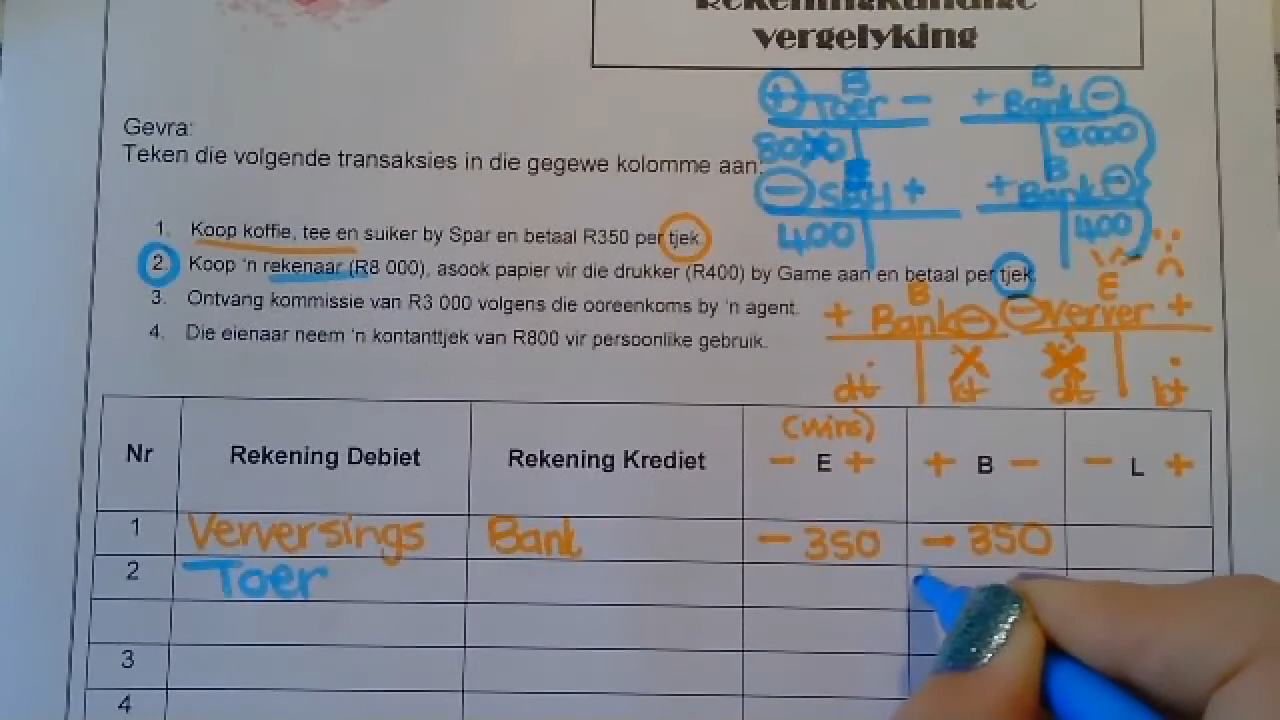 Rekeningkundige
vergelyking
B B
+ Toer - + Bank -
8000 8000
B
- SBH + + Bank -
400 400
Gevra:
Teken die volgende transaksies in die gegewe kolomme aan:
1. Koop koffie, tee en suiker by Spar en betaal R350 per tjek.
2. Koop 'n rekenaar (R8 000), asook papier vir die drukker (R400) by Game aan en betaal per tjek.
3. Ontvang kommissie van R3 000 volgens die ooreenkoms by 'n agent.
4. Die eienaar neem 'n kontanttjek van R800 vir persoonlike gebruik.
B E
+ Bank - - Verver +
dt kt dt kt
(wins)
Nr Rekening Debiet Rekening Krediet - E + + B - - L +
1 Verversings Bank - 350 - 350
2 Toer
3
4